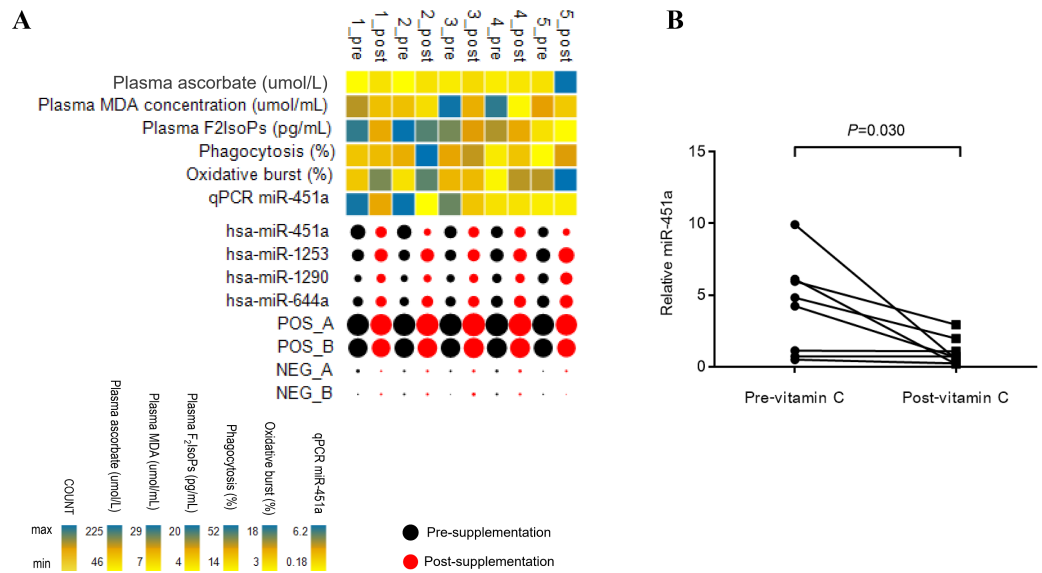 A
1_pre
1_post
2_pre
2_post
3_pre
3_post
4_pre
4_post
5_pre
5_post
Plasma ascorbate (umol/L)
Plasma MDA concentration (umol/mL)
Plasma F2IsoPs (pg/mL)
Phagocytosis (%)
Oxidative burst (%)
qPCR miR-451a
hsa-miR-451a
hsa-miR-1253
hsa-miR-1290
hsa-miR-644a
POS_A
POS_B
NEG_A
NEG_B
COUNT
Plasma ascorbate (umol/L)
Plasma MDA (umol/mL)
Plasma F₂IsoPs (pg/mL)
Phagocytosis (%)
Oxidative burst (%)
qPCR miR-451a
max 225 29 20 52 18 6.2
min 46 7 4 14 3 0.18
Pre-supplementation
Post-supplementation
B
P=0.030
Relative miR-451a
15
10
5
0
Pre-vitamin C
Post-vitamin C